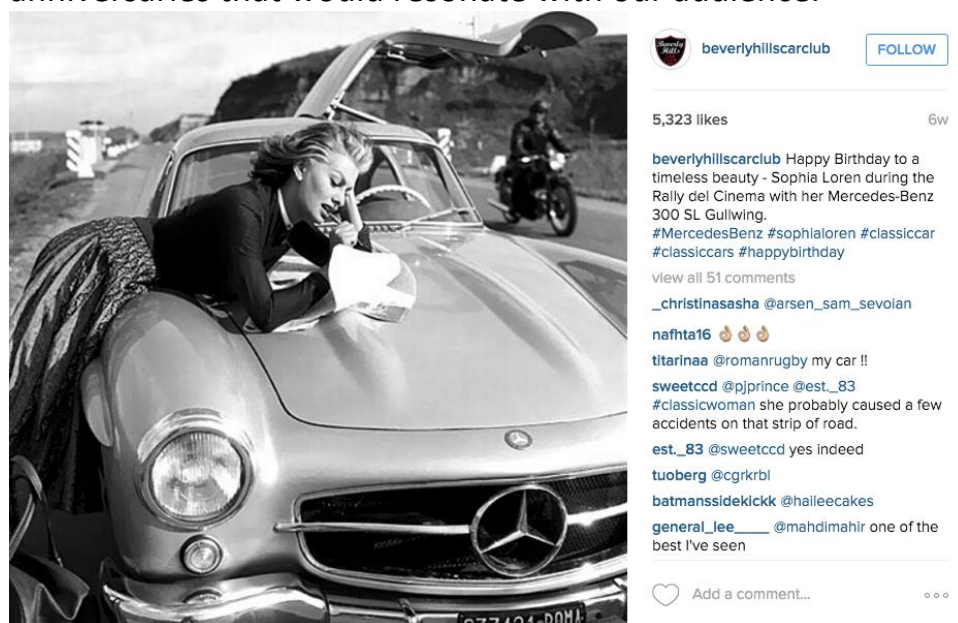 anniversaries that would resonate with our audience.
Beverly Hills
beverlyhillscarclub
FOLLOW
5,323 likes
6w
beverlyhillscarclub Happy Birthday to a
timeless beauty - Sophia Loren during the
Rally del Cinema with her Mercedes-Benz
300 SL Gullwing.
#MercedesBenz #sophialoren #classiccar
#classiccars #happybirthday
view all 51 comments
_christinasasha @arsen_sam_sevoian
nafhta16 👌🏼👌🏼👌🏼
titarinaa @romanrugby my car !!
sweetccd @pjprince @est._83
#classicwoman she probably caused a few
accidents on that strip of road.
est._83 @sweetccd yes indeed
tuoberg @cgrkrbl
batmanssidekickk @haileecakes
general_lee____ @mahdimahir one of the
best I've seen
Add a comment...
ROMA